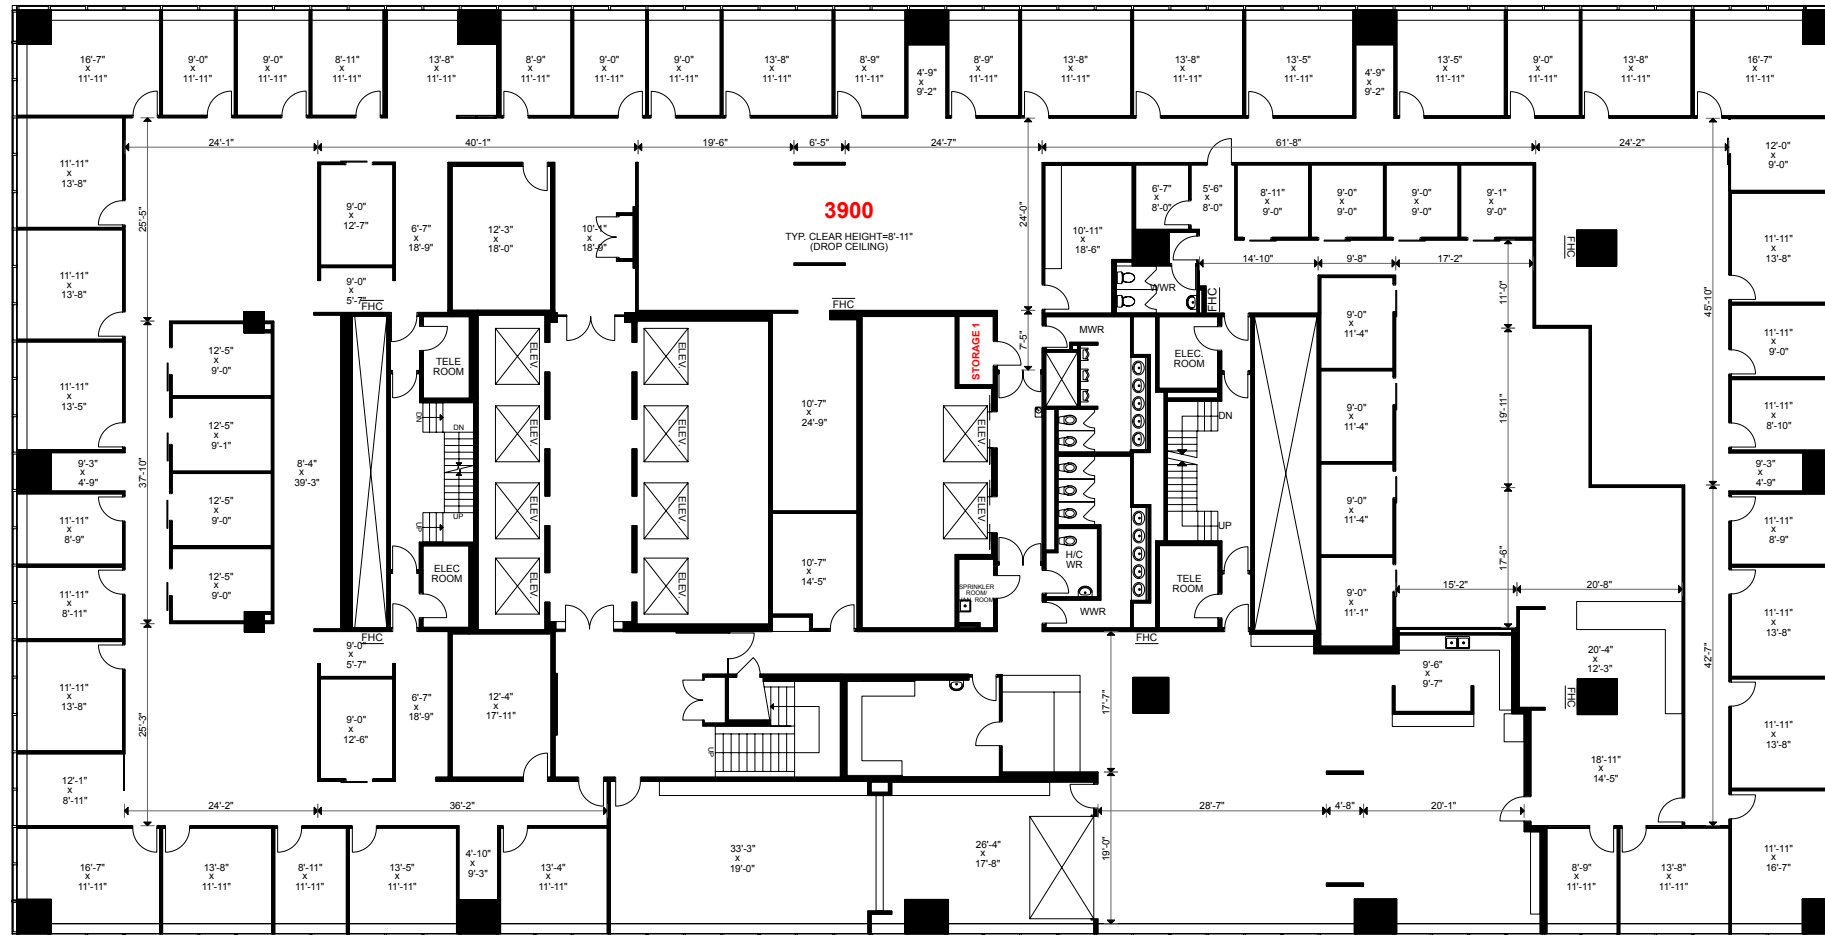 16'-7"
x
11'-11"
9'-0"
x
11'-11"
9'-0"
x
11'-11"
8'-11"
x
11'-11"
13'-8"
x
11'-11"
8'-9"
x
11'-11"
9'-0"
x
11'-11"
9'-0"
x
11'-11"
13'-8"
x
11'-11"
8'-9"
x
11'-11"
4'-9"
x
9'-2"
8'-9"
x
11'-11"
13'-8"
x
11'-11"
13'-8"
x
11'-11"
13'-5"
x
11'-11"
4'-9"
x
9'-2"
13'-5"
x
11'-11"
9'-0"
x
11'-11"
13'-8"
x
11'-11"
16'-7"
x
11'-11"
24'-1"
40'-1"
19'-6"
6'-5"
24'-7"
61'-8"
24'-2"
11'-11"
x
13'-8"
25'-5"
9'-0"
x
12'-7"
6'-7"
x
18'-9"
12'-3"
x
18'-0"
10'-1"
x
18'-9"
3900
TYP. CLEAR HEIGHT=8'-11"
(DROP CEILING)
24'-0"
10'-11"
x
18'-6"
6'-7"
x
8'-0"
5'-6"
x
8'-0"
8'-11"
x
9'-0"
9'-0"
x
9'-0"
9'-0"
x
9'-0"
9'-1"
x
9'-0"
12'-0"
x
9'-0"
11'-11"
x
13'-8"
FHC
11'-11"
x
13'-8"
9'-0"
x
5'-7"
FHC
FHC
WWR
FHC
14'-10"
9'-8"
17'-2"
11'-0"
45'-10"
12'-5"
x
9'-0"
TELE
ROOM
ELEV.
ELEV.
STORAGE 1
7'-5"
MWR
ELEC.
ROOM
9'-0"
x
11'-4"
11'-11"
x
9'-0"
11'-11"
x
13'-5"
12'-5"
x
9'-1"
DN
DN
ELEV.
ELEV.
10'-7"
x
24'-9"
ELEV.
DN
9'-0"
x
11'-4"
19'-11"
11'-11"
x
8'-10"
9'-3"
x
4'-9"
37'-10"
8'-4"
x
39'-3"
9'-3"
x
4'-9"
12'-5"
x
9'-0"
UP
UP
ELEV.
ELEV.
ELEV.
UP
9'-0"
x
11'-4"
11'-11"
x
8'-9"
11'-11"
x
8'-9"
12'-5"
x
9'-0"
ELEC
ROOM
ELEV.
ELEV.
10'-7"
x
14'-5"
SPRINKLER
ROOM/
JAN. ROOM
H/C
WR
WWR
TELE
ROOM
9'-0"
x
11'-1"
17'-6"
15'-2"
20'-8"
11'-11"
x
8'-11"
11'-11"
x
13'-8"
FHC
9'-0"
x
5'-7"
FHC
11'-11"
x
13'-8"
25'-3"
9'-0"
x
12'-6"
6'-7"
x
18'-9"
12'-4"
x
17'-11"
UP
17'-7"
9'-6"
x
9'-7"
20'-4"
x
12'-3"
FHC
42'-7"
11'-11"
x
13'-8"
12'-1"
x
8'-11"
18'-11"
x
14'-5"
24'-2"
36'-2"
28'-7"
4'-8"
20'-1"
16'-7"
x
11'-11"
13'-8"
x
11'-11"
8'-11"
x
11'-11"
13'-5"
x
11'-11"
4'-10"
x
9'-3"
13'-4"
x
11'-11"
33'-3"
x
19'-0"
26'-4"
x
17'-8"
19'-0"
8'-9"
x
11'-11"
13'-8"
x
11'-11"
11'-11"
x
16'-7"